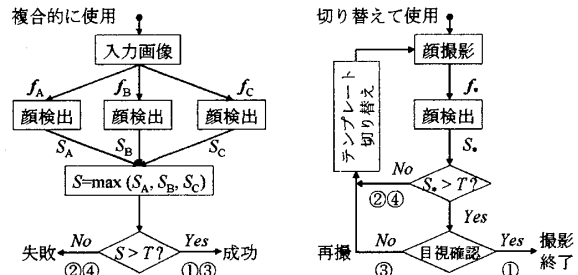 複合的に使用
入力画像
f_A
f_B
f_C
顔検出
顔検出
顔検出
S_A
S_B
S_C
S=max (S_A, S_B, S_C)
S > T?
No
失敗
②④
Yes
成功
①③
切り替えて使用
顔撮影
テンプレート
切り替え
f_*
顔検出
S_*
S_* > T?
No
②④
Yes
目視確認
No
再撮
③
Yes
撮影
終了
①